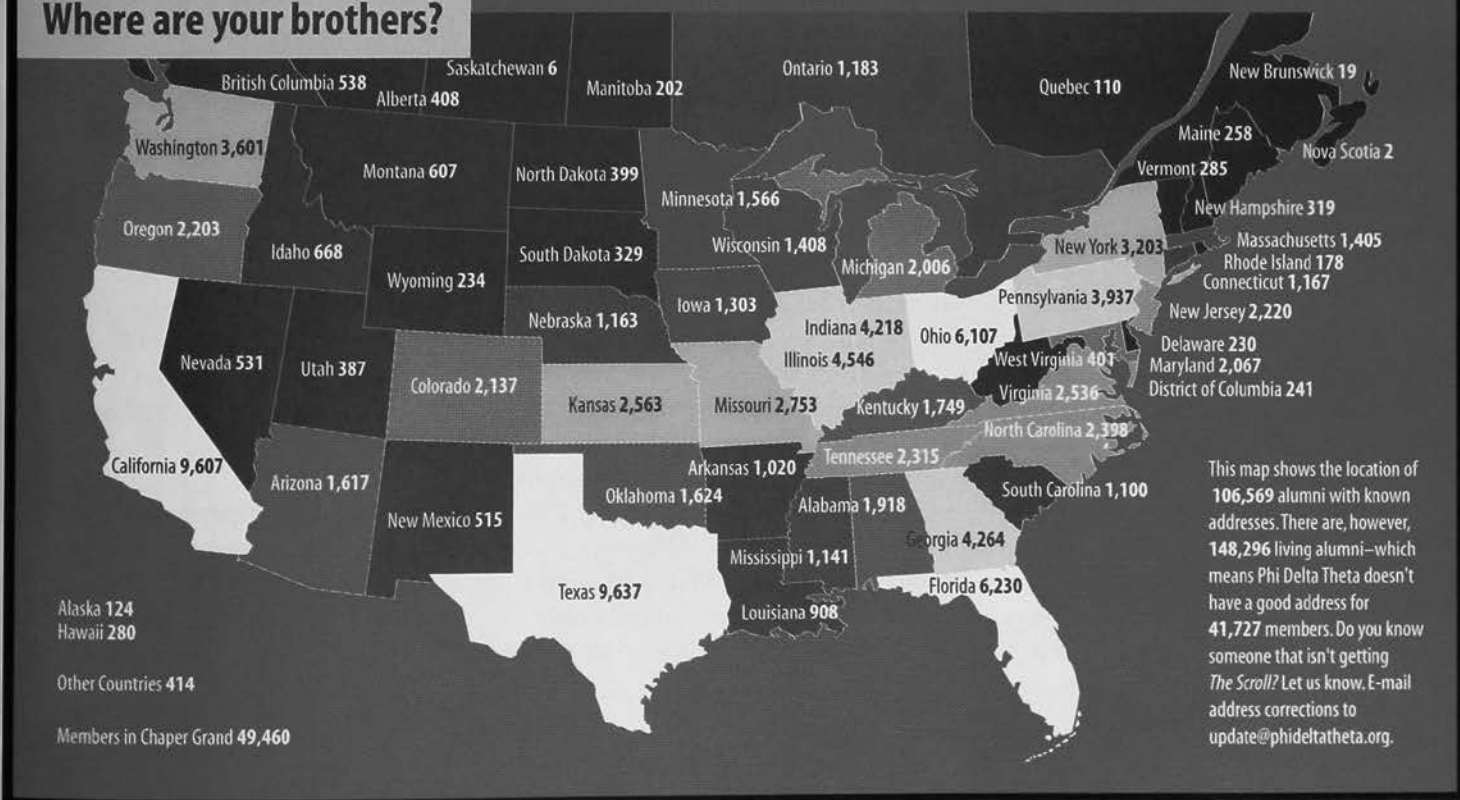 Where are your brothers?
British Columbia 538
Alberta 408
Saskatchewan 6
Manitoba 202
Ontario 1,183
Quebec 110
New Brunswick 19
Nova Scotia 2
Maine 258
Vermont 285
New Hampshire 319
Massachusetts 1,405
Rhode Island 178
Connecticut 1,167
New Jersey 2,220
Delaware 230
Maryland 2,067
District of Columbia 241
Washington 3,601
Montana 607
North Dakota 399
Minnesota 1,566
Oregon 2,203
Idaho 668
Wyoming 234
South Dakota 329
Wisconsin 1,408
Michigan 2,006
New York 3,203
Pennsylvania 3,937
Nebraska 1,163
Iowa 1,303
Indiana 4,218
Illinois 4,546
Ohio 6,107
West Virginia 401
Virginia 2,536
Nevada 531
Utah 387
Colorado 2,137
Kansas 2,563
Missouri 2,753
Kentucky 1,749
North Carolina 2,398
Tennessee 2,315
California 9,607
Arizona 1,617
New Mexico 515
Oklahoma 1,624
Arkansas 1,020
Alabama 1,918
South Carolina 1,100
Georgia 4,264
Mississippi 1,141
Texas 9,637
Louisiana 908
Florida 6,230
Alaska 124
Hawaii 280
Other Countries 414
Members in Chaper Grand 49,460
This map shows the location of
106,569 alumni with known
addresses. There are, however,
148,296 living alumni–which
means Phi Delta Theta doesn't
have a good address for
41,727 members. Do you know
someone that isn't getting
The Scroll? Let us know. E-mail
address corrections to
update@phideltatheta.org.